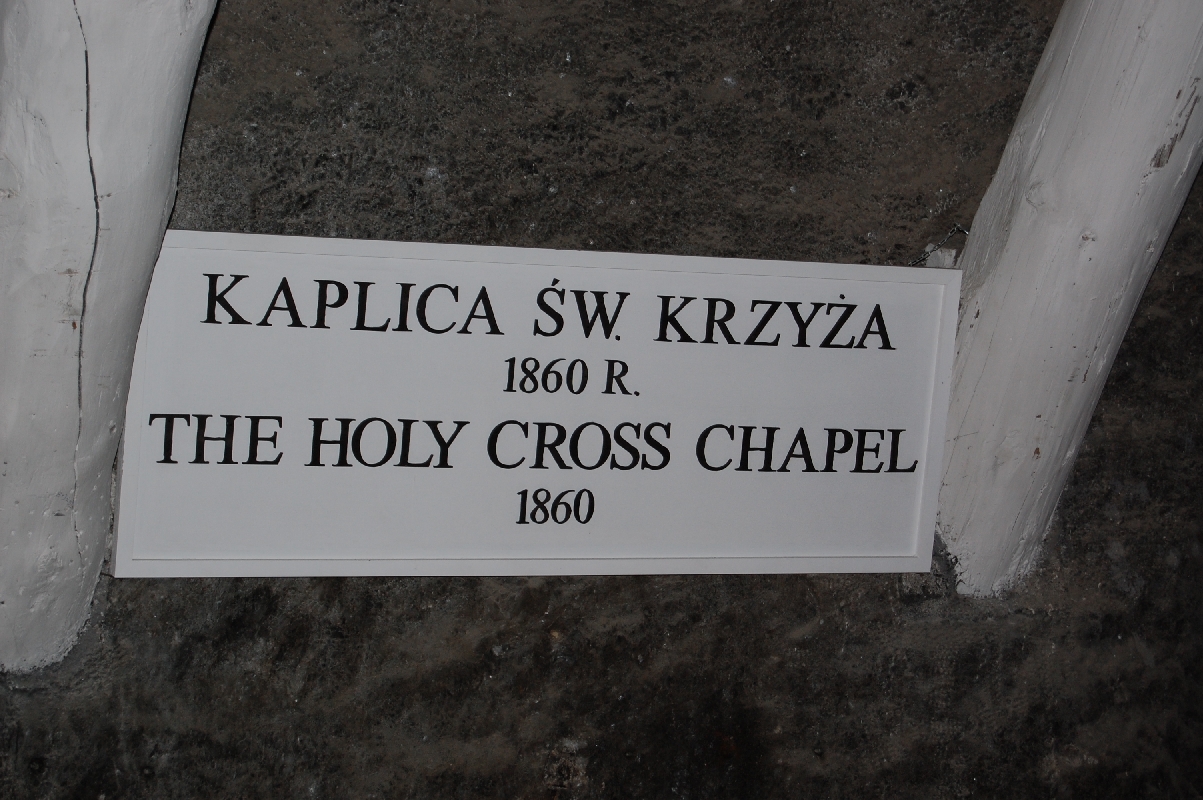 KAPLICA ŚW. KRZYŻA
1860 R.
THE HOLY CROSS CHAPEL
1860